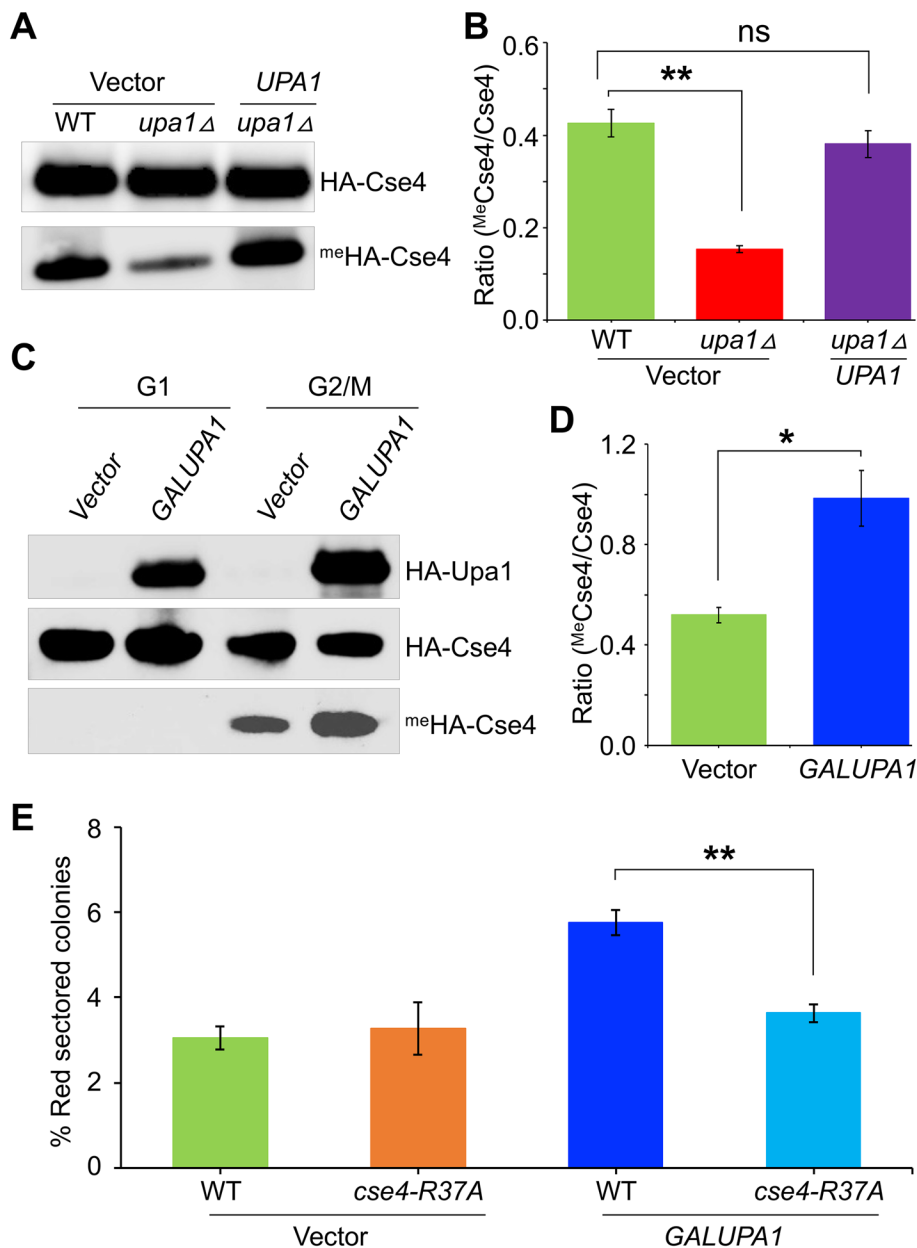 A
Vector UPA1
WT upa1Δ upa1Δ
HA-Cse4
meHA-Cse4
B
Ratio (MeCse4/Cse4)
0.6
0.4
0.2
0.0
ns
**
WT upa1Δ upa1Δ
Vector UPA1
C
G1 G2/M
Vector GALUPA1 Vector GALUPA1
HA-Upa1
HA-Cse4
meHA-Cse4
D
Ratio (MeCse4/Cse4)
1.2
0.8
0.4
0.0
*
Vector GALUPA1
E
% Red sectored colonies
8
6
4
2
0
**
WT cse4-R37A WT cse4-R37A
Vector GALUPA1